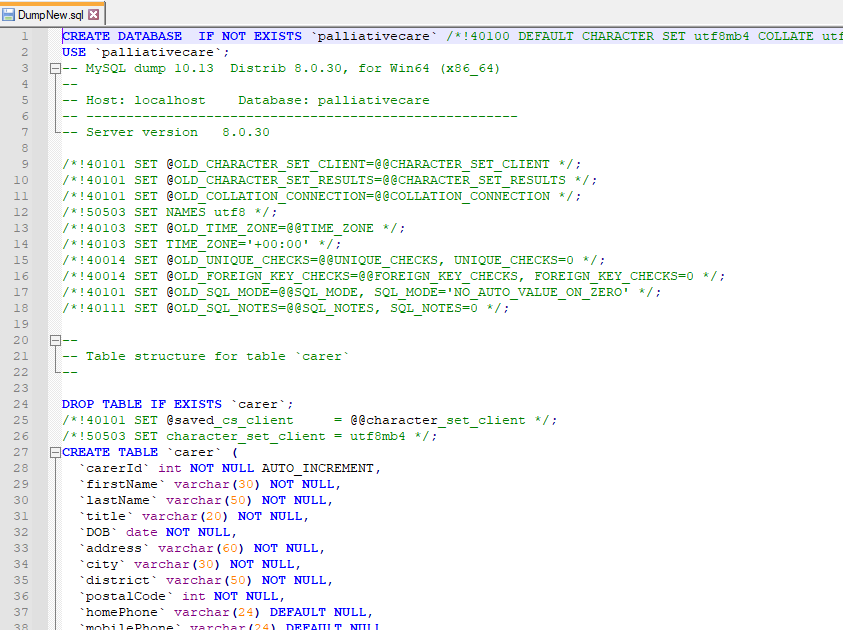 DumpNew.sql
1 CREATE DATABASE  IF NOT EXISTS `palliativecare` /*!40100 DEFAULT CHARACTER SET utf8mb4 COLLATE utf
2 USE `palliativecare`;
3 -- MySQL dump 10.13  Distrib 8.0.30, for Win64 (x86_64)
4 --
5 -- Host: localhost    Database: palliativecare
6 -- ------------------------------------------------------
7 -- Server version	8.0.30
8
9 /*!40101 SET @OLD_CHARACTER_SET_CLIENT=@@CHARACTER_SET_CLIENT */;
10 /*!40101 SET @OLD_CHARACTER_SET_RESULTS=@@CHARACTER_SET_RESULTS */;
11 /*!40101 SET @OLD_COLLATION_CONNECTION=@@COLLATION_CONNECTION */;
12 /*!50503 SET NAMES utf8 */;
13 /*!40103 SET @OLD_TIME_ZONE=@@TIME_ZONE */;
14 /*!40103 SET TIME_ZONE='+00:00' */;
15 /*!40014 SET @OLD_UNIQUE_CHECKS=@@UNIQUE_CHECKS, UNIQUE_CHECKS=0 */;
16 /*!40014 SET @OLD_FOREIGN_KEY_CHECKS=@@FOREIGN_KEY_CHECKS, FOREIGN_KEY_CHECKS=0 */;
17 /*!40101 SET @OLD_SQL_MODE=@@SQL_MODE, SQL_MODE='NO_AUTO_VALUE_ON_ZERO' */;
18 /*!40111 SET @OLD_SQL_NOTES=@@SQL_NOTES, SQL_NOTES=0 */;
19
20 --
21 -- Table structure for table `carer`
22 --
23
24 DROP TABLE IF EXISTS `carer`;
25 /*!40101 SET @saved_cs_client     = @@character_set_client */;
26 /*!50503 SET character_set_client = utf8mb4 */;
27 CREATE TABLE `carer` (
28   `carerId` int NOT NULL AUTO_INCREMENT,
29   `firstName` varchar(30) NOT NULL,
30   `lastName` varchar(50) NOT NULL,
31   `title` varchar(20) NOT NULL,
32   `DOB` date NOT NULL,
33   `address` varchar(60) NOT NULL,
34   `city` varchar(30) NOT NULL,
35   `district` varchar(50) NOT NULL,
36   `postalCode` int NOT NULL,
37   `homePhone` varchar(24) DEFAULT NULL,
38   `mobilePhone` varchar(24) DEFAULT NULL